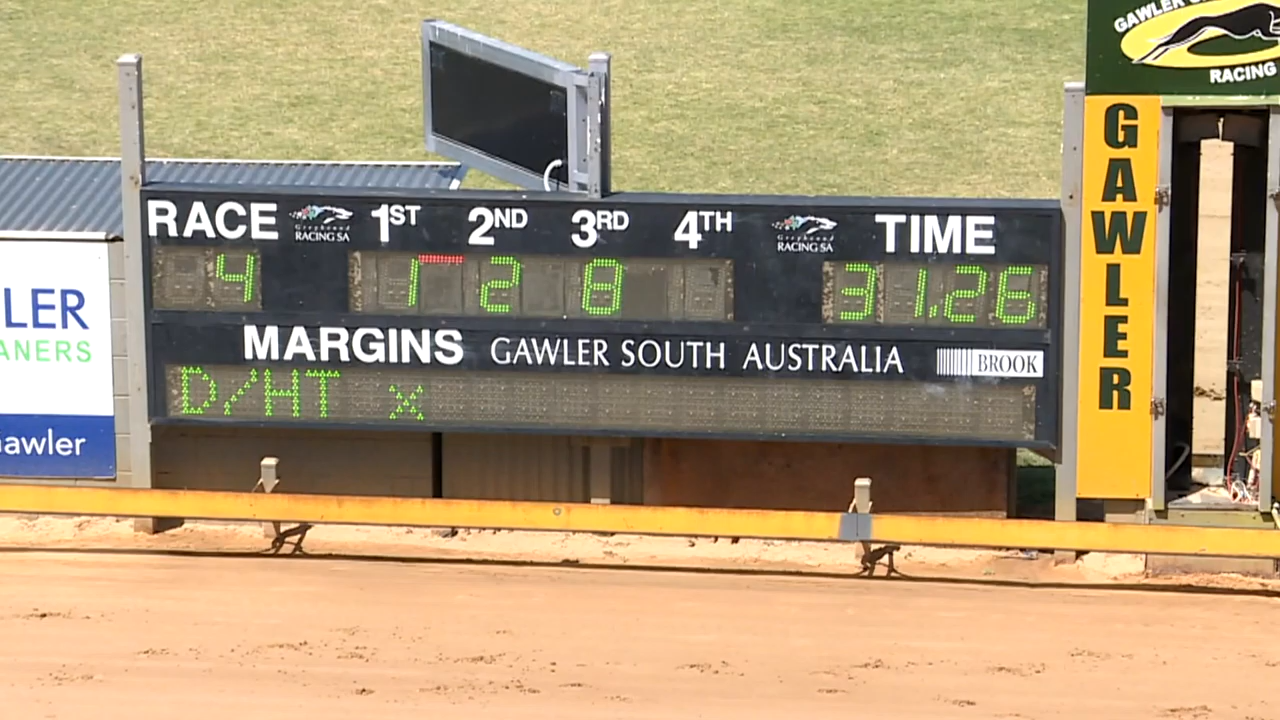 GAWLER
RACING
RACE Greyhound RACING SA 1ST 2ND 3RD 4TH Greyhound RACING SA TIME
4 1 2 8 31.26
MARGINS GAWLER SOUTH AUSTRALIA BROOK
D/HT x
GAWLER
LER
ANERS
Gawler